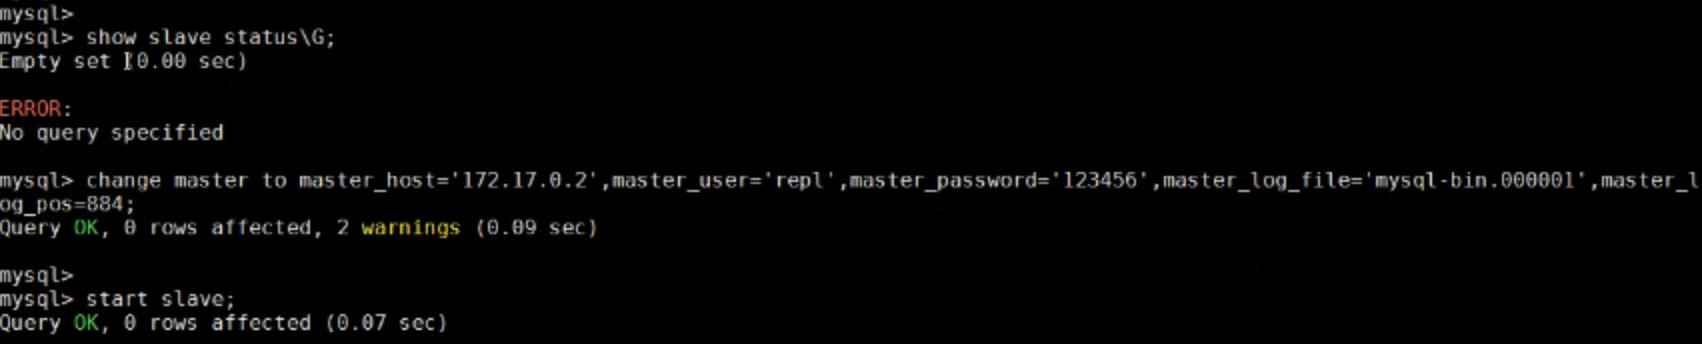 mysql>
mysql> show slave status\G;
Empty set (0.00 sec)
ERROR:
No query specified
mysql> change master to master_host='172.17.0.2',master_user='repl',master_password='123456',master_log_file='mysql-bin.000001',master_l
og_pos=884;
Query OK, 0 rows affected, 2 warnings (0.09 sec)
mysql>
mysql> start slave;
Query OK, 0 rows affected (0.07 sec)